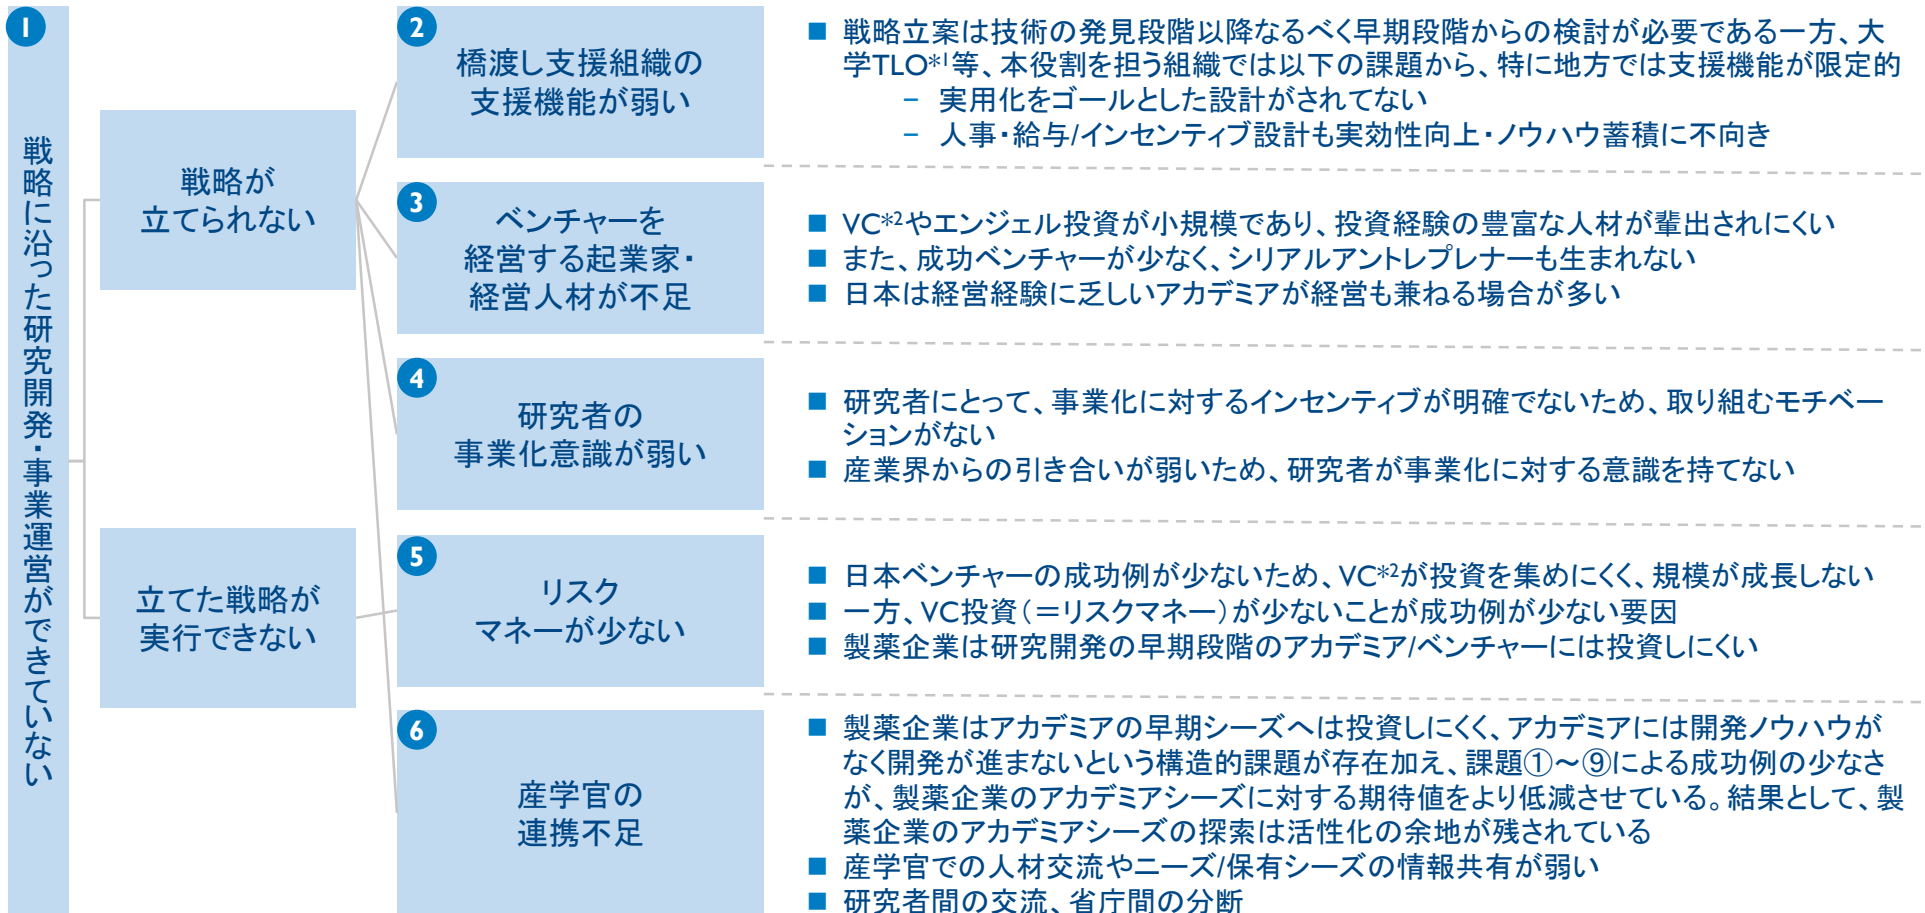 1
戦略に沿った研究開発・事業運営ができていない
戦略が
立てられない
立てた戦略が
実行できない
2
橋渡し支援組織の
支援機能が弱い
■ 戦略立案は技術の発見段階以降なるべく早期段階からの検討が必要である一方、大
学TLO*1等、本役割を担う組織では以下の課題から、特に地方では支援機能が限定的
− 実用化をゴールとした設計がされてない
− 人事・給与/インセンティブ設計も実効性向上・ノウハウ蓄積に不向き
3
ベンチャーを
経営する起業家・
経営人材が不足
■ VC*2やエンジェル投資が小規模であり、投資経験の豊富な人材が輩出されにくい
■ また、成功ベンチャーが少なく、シリアルアントレプレナーも生まれない
■ 日本は経営経験に乏しいアカデミアが経営も兼ねる場合が多い
4
研究者の
事業化意識が弱い
■ 研究者にとって、事業化に対するインセンティブが明確でないため、取り組むモチベー
ションがない
■ 産業界からの引き合いが弱いため、研究者が事業化に対する意識を持てない
5
リスク
マネーが少ない
■ 日本ベンチャーの成功例が少ないため、VC*2が投資を集めにくく、規模が成長しない
■ 一方、VC投資(=リスクマネー)が少ないことが成功例が少ない要因
■ 製薬企業は研究開発の早期段階のアカデミア/ベンチャーには投資しにくい
6
産学官の
連携不足
■ 製薬企業はアカデミアの早期シーズへは投資しにくく、アカデミアには開発ノウハウが
なく開発が進まないという構造的課題が存在加え、課題①~⑨による成功例の少なさ
が、製薬企業のアカデミアシーズに対する期待値をより低減させている。結果として、製
薬企業のアカデミアシーズの探索は活性化の余地が残されている
■ 産学官での人材交流やニーズ/保有シーズの情報共有が弱い
■ 研究者間の交流、省庁間の分断